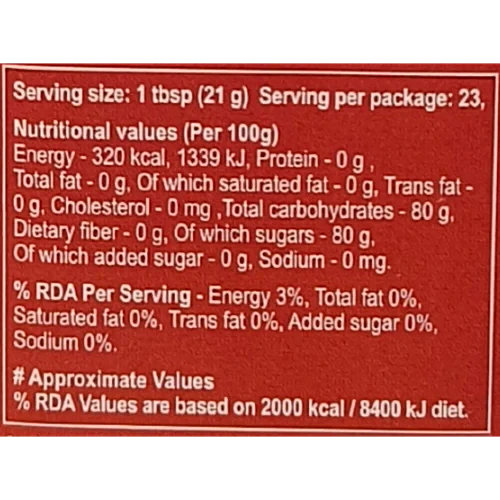 Serving size: 1 tbsp (21 g) Serving per package: 23,
Nutritional values (Per 100g)
Energy - 320 kcal, 1339 kJ, Protein - 0 g ,
Total fat - 0 g, Of which saturated fat - 0 g, Trans fat -
0 g, Cholesterol - 0 mg ,Total carbohydrates - 80 g,
Dietary fiber - 0 g, Of which sugars - 80 g,
Of which added sugar - 0 g, Sodium - 0 mg.
% RDA Per Serving - Energy 3%, Total fat 0%,
Saturated fat 0%, Trans fat 0%, Added sugar 0%,
Sodium 0%.
# Approximate Values
% RDA Values are based on 2000 kcal / 8400 kJ diet.